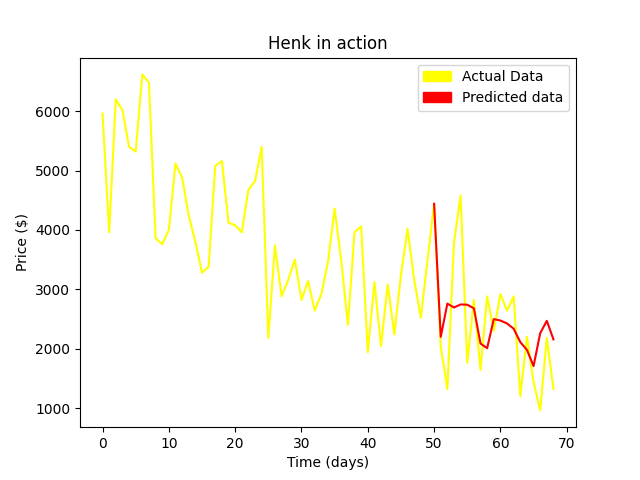 Henk in action
Actual Data
Predicted data
Price ($)
6000
5000
4000
3000
2000
1000
0 10 20 30 40 50 60 70
Time (days)